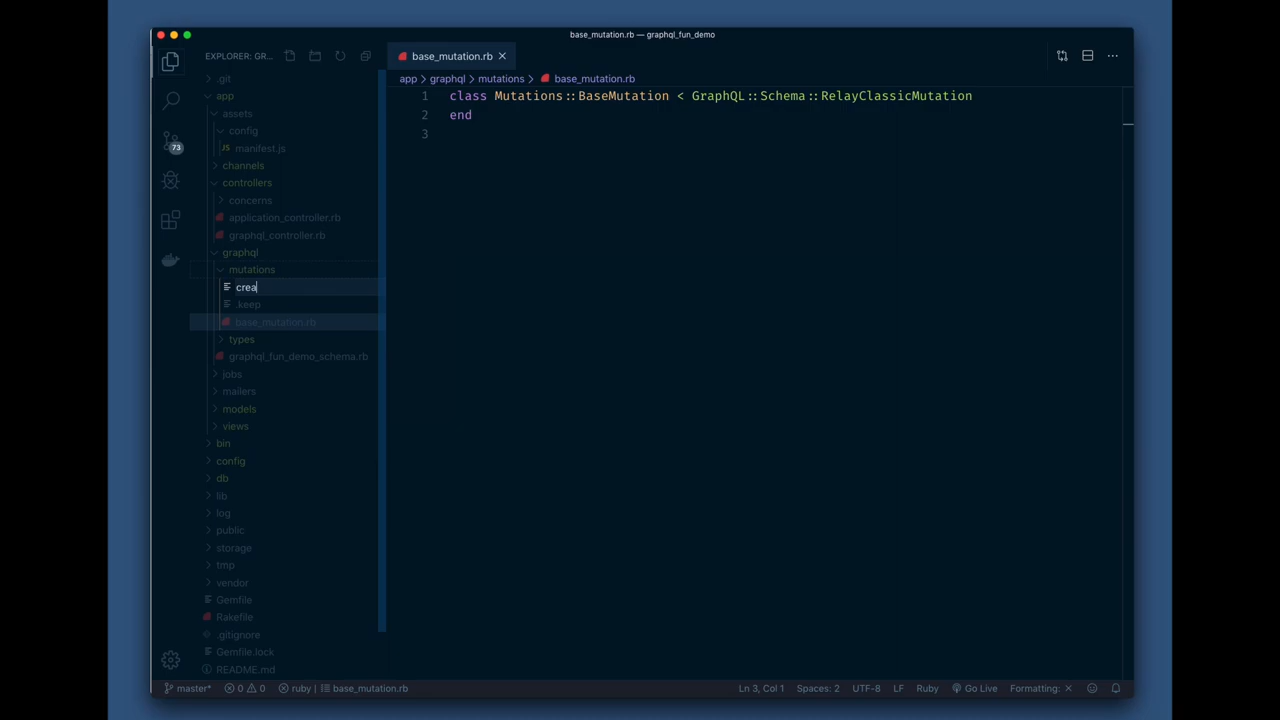 base_mutation.rb — graphql_fun_demo
EXPLORER: GR...
base_mutation.rb
app > graphql > mutations > base_mutation.rb
.git
app
assets
config
JS manifest.js
channels
controllers
concerns
application_controller.rb
graphql_controller.rb
graphql
mutations
crea
.keep
base_mutation.rb
types
graphql_fun_demo_schema.rb
jobs
mailers
models
views
bin
config
db
lib
log
public
storage
tmp
vendor
Gemfile
Rakefile
.gitignore
Gemfile.lock
README.md
73
1 class Mutations::BaseMutation < GraphQL::Schema::RelayClassicMutation
2 end
3
master* 0 0 ruby | base_mutation.rb Ln 3, Col 1 Spaces: 2 UTF-8 LF Ruby Go Live Formatting: ×